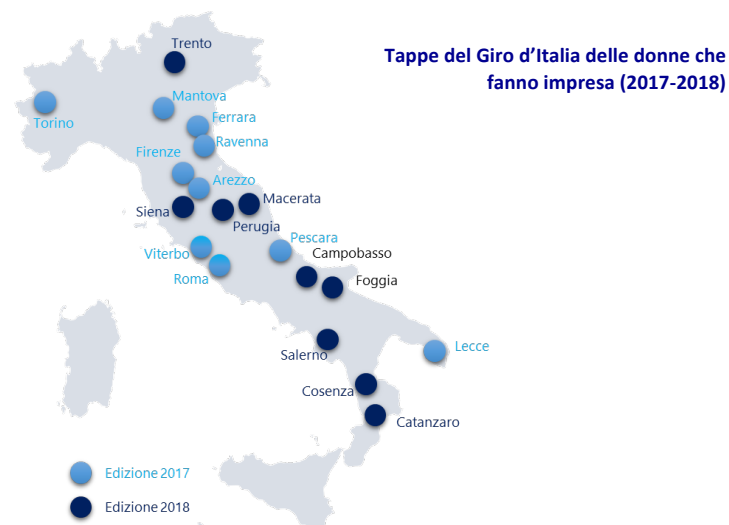 Trento
Tappe del Giro d’Italia delle donne che
fanno impresa (2017-2018)
Mantova
Torino
Ferrara
Ravenna
Firenze
Arezzo
Macerata
Siena
Perugia
Pescara
Viterbo
Campobasso
Roma
Foggia
Lecce
Salerno
Cosenza
Catanzaro
Edizione 2017
Edizione 2018